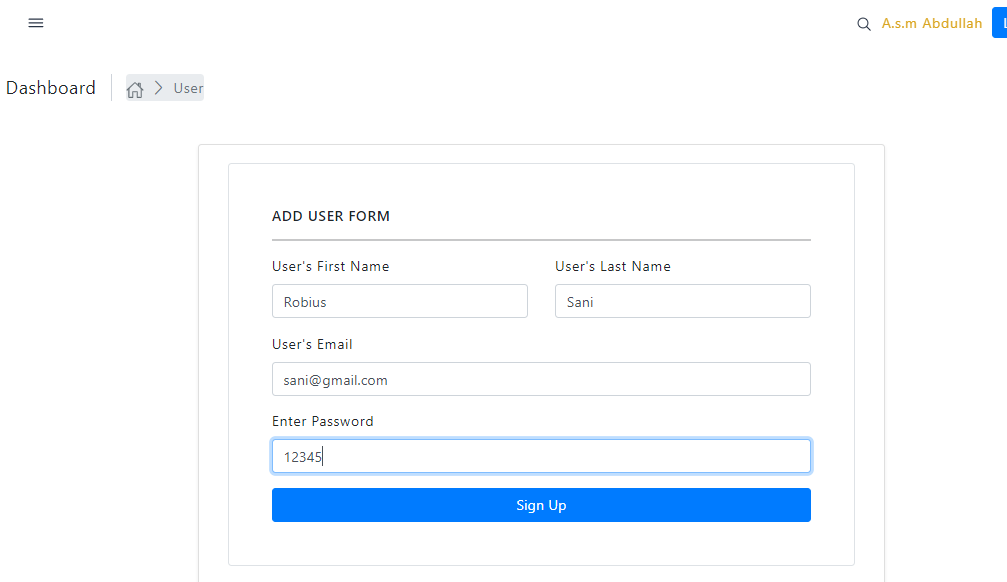 A.s.m Abdullah
Dashboard
User
ADD USER FORM
User's First Name User's Last Name
Robius Sani
User's Email
sani@gmail.com
Enter Password
12345
Sign Up